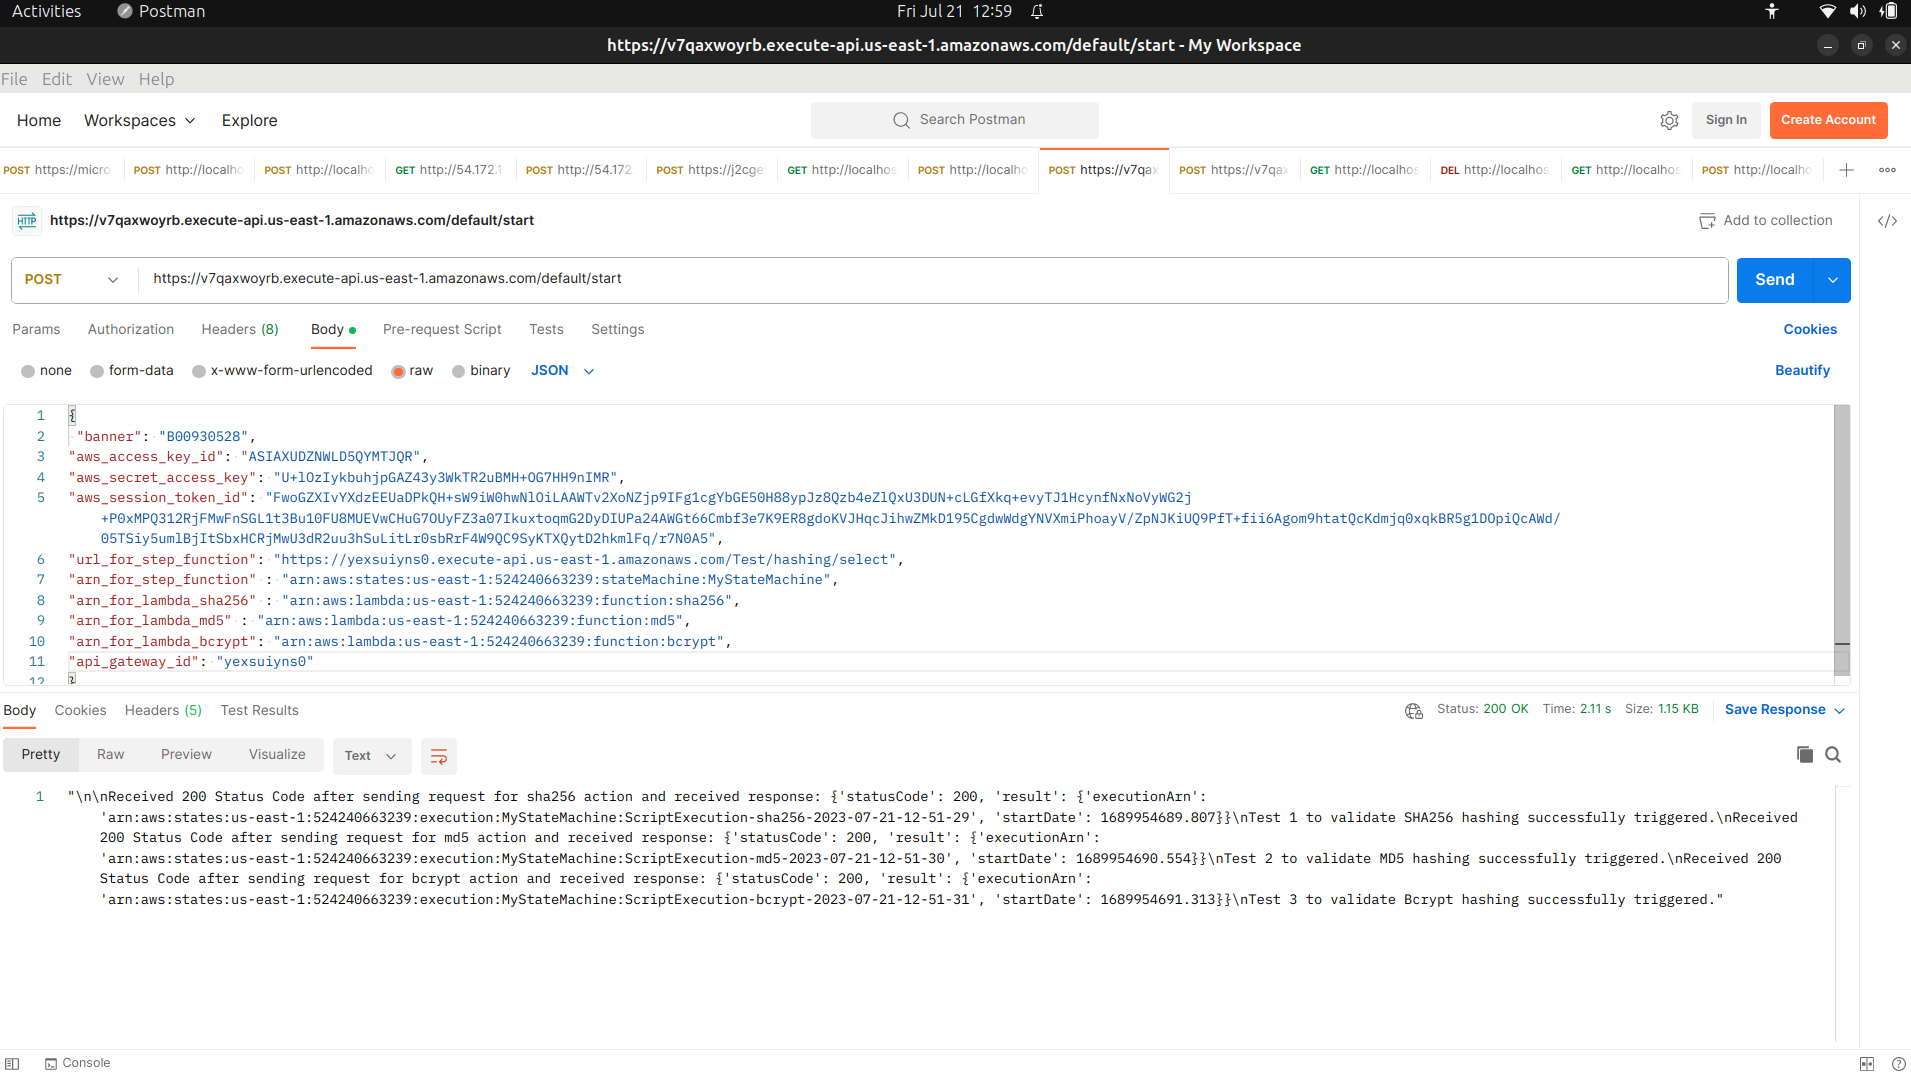 Activities
Postman
Fri Jul 21 12:59
https://v7qaxwoyrb.execute-api.us-east-1.amazonaws.com/default/start - My Workspace
File Edit View Help
Home Workspaces Explore
Search Postman
Sign In
Create Account
POST https://micro
POST http://localho
POST http://localho
GET http://54.172.1
POST http://54.172.
POST https://j2cge
GET http://localhos
POST http://localho
POST https://v7qax
POST https://v7qax
GET http://localhos
DEL http://localhos
GET http://localhos
POST http://localho
HTTP https://v7qaxwoyrb.execute-api.us-east-1.amazonaws.com/default/start
Add to collection
POST https://v7qaxwoyrb.execute-api.us-east-1.amazonaws.com/default/start
Send
Params Authorization Headers (8) Body Pre-request Script Tests Settings
Cookies
none form-data x-www-form-urlencoded raw binary JSON
Beautify
1 {
2 "banner": "B00930528",
3 "aws_access_key_id": "ASIAXUDZNWLD5QYMTJQR",
4 "aws_secret_access_key": "U+lOzIykbuhjpGAZ43y3WkTR2uBMH+OG7HH9nIMR",
5 "aws_session_token_id": "FwoGZXIvYXdzEEUaDPkQH+sW9iW0hwNlOiLAAWTv2XoNZjp9IFg1cgYbGE50H88ypJz8Qzb4eZlQxU3DUN+cLGfXkq+evyTJ1HcynfNxNoVyWG2j
+P0xMPQ312RjFMwFnSGL1t3Bu10FU8MUEVwCHuG7OUyFZ3a07IkuxtoqmG2DyDIUPa24AWGt66Cmbf3e7K9ER8gdoKVJHqcJihwZMkD195CgdwWdgYNVXmiPhoayV/ZpNJKiUQ9PfT+fii6Agom9htatQcKdmjq0xqkBR5g1DOpiQcAWd/
05TSiy5umlBjItSbxHCRjMwU3dR2uu3hSuLitLr0sbRrF4W9QC9SyKTXQytD2hkmlFq/r7N0A5",
6 "url_for_step_function": "https://yexsuiyns0.execute-api.us-east-1.amazonaws.com/Test/hashing/select",
7 "arn_for_step_function" : "arn:aws:states:us-east-1:524240663239:stateMachine:MyStateMachine",
8 "arn_for_lambda_sha256" : "arn:aws:lambda:us-east-1:524240663239:function:sha256",
9 "arn_for_lambda_md5" : "arn:aws:lambda:us-east-1:524240663239:function:md5",
10 "arn_for_lambda_bcrypt": "arn:aws:lambda:us-east-1:524240663239:function:bcrypt",
11 "api_gateway_id": "yexsuiyns0"
12 }
Body Cookies Headers (5) Test Results
Status: 200 OK Time: 2.11 s Size: 1.15 KB
Save Response
Pretty Raw Preview Visualize Text
1 "\n\nReceived 200 Status Code after sending request for sha256 action and received response: {'statusCode': 200, 'result': {'executionArn':
'arn:aws:states:us-east-1:524240663239:execution:MyStateMachine:ScriptExecution-sha256-2023-07-21-12-51-29', 'startDate': 1689954689.807}}\nTest 1 to validate SHA256 hashing successfully triggered.\nReceived
200 Status Code after sending request for md5 action and received response: {'statusCode': 200, 'result': {'executionArn':
'arn:aws:states:us-east-1:524240663239:execution:MyStateMachine:ScriptExecution-md5-2023-07-21-12-51-30', 'startDate': 1689954690.554}}\nTest 2 to validate MD5 hashing successfully triggered.\nReceived 200
Status Code after sending request for bcrypt action and received response: {'statusCode': 200, 'result': {'executionArn':
'arn:aws:states:us-east-1:524240663239:execution:MyStateMachine:ScriptExecution-bcrypt-2023-07-21-12-51-31', 'startDate': 1689954691.313}}\nTest 3 to validate Bcrypt hashing successfully triggered."
Console